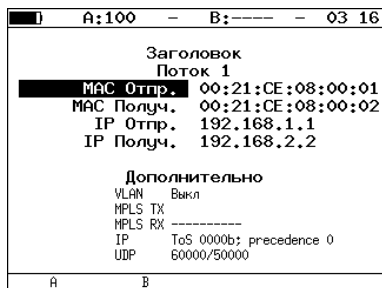 A:100 – B:---- – 03 16
Заголовок
Поток 1
MAC Отпр. 00:21:CE:08:00:01
MAC Получ. 00:21:CE:08:00:02
IP Отпр. 192.168.1.1
IP Получ. 192.168.2.2
Дополнительно
VLAN Выкл
MPLS TX
MPLS RX ----------
IP ToS 0000b; precedence 0
UDP 60000/50000
A B